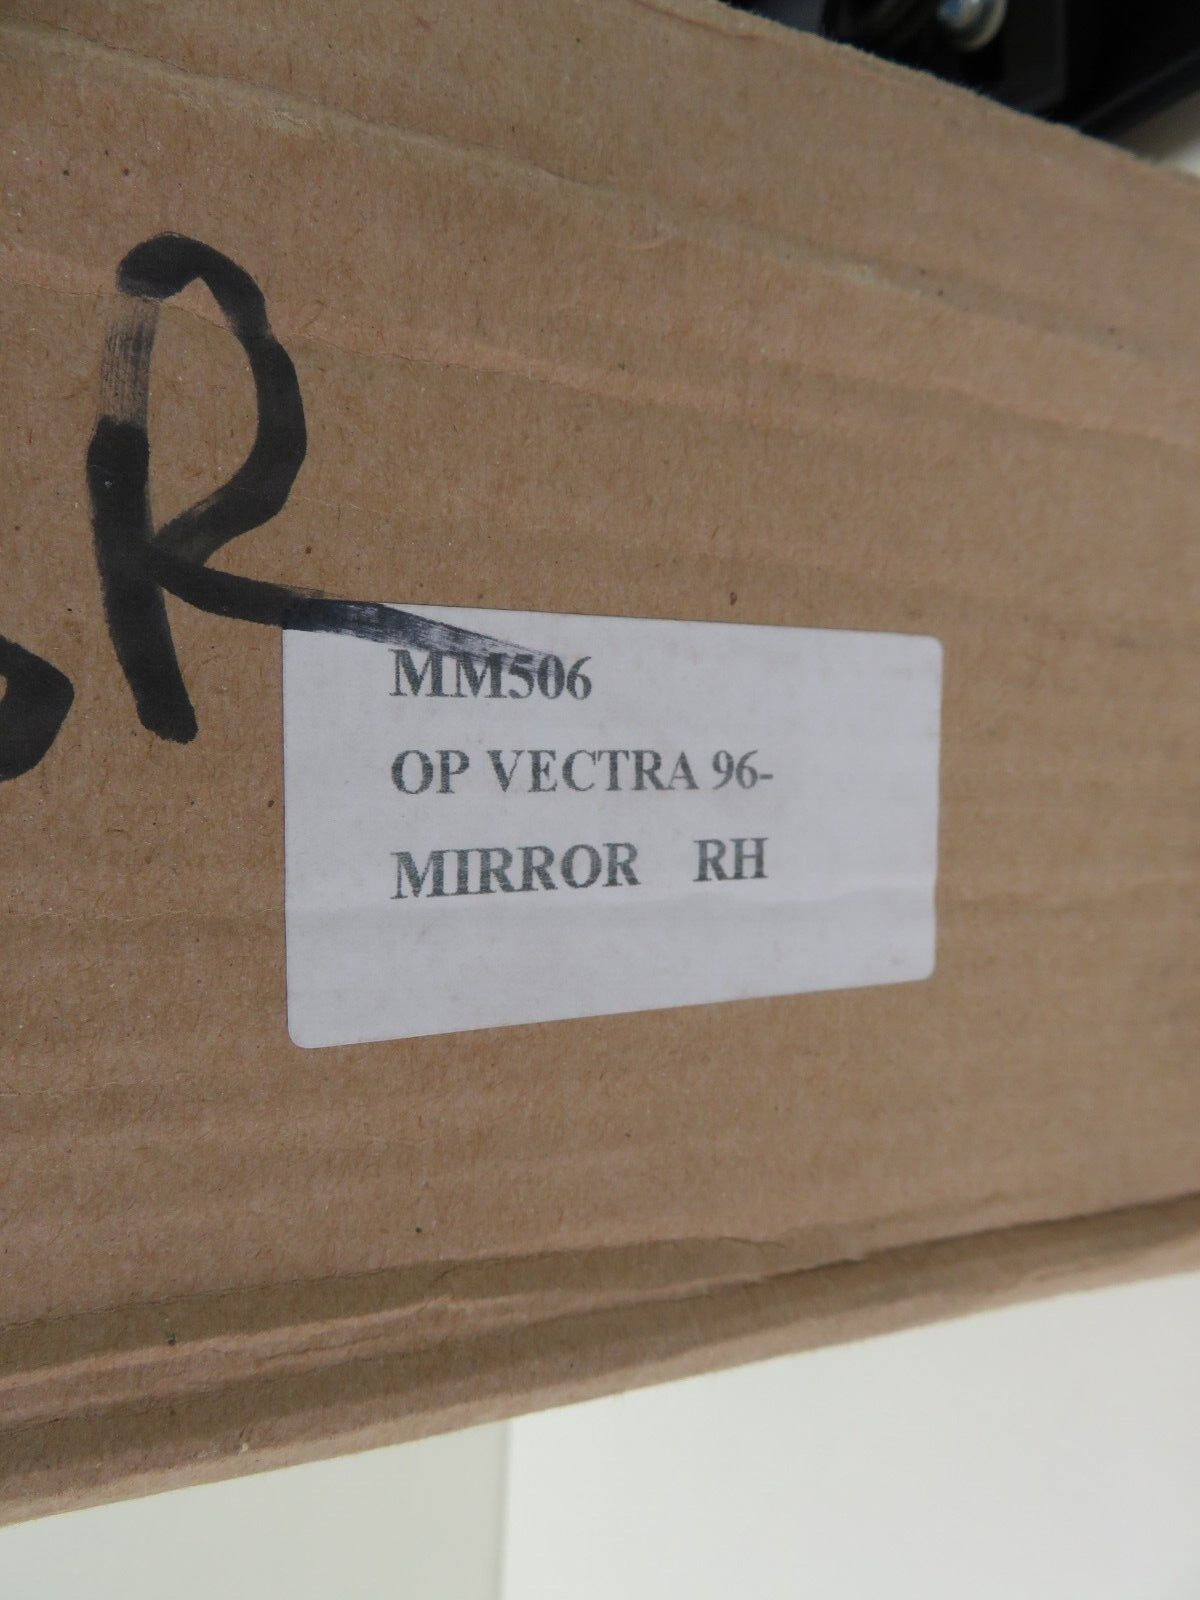 R
MM506
OP VECTRA 96-
MIRROR RH